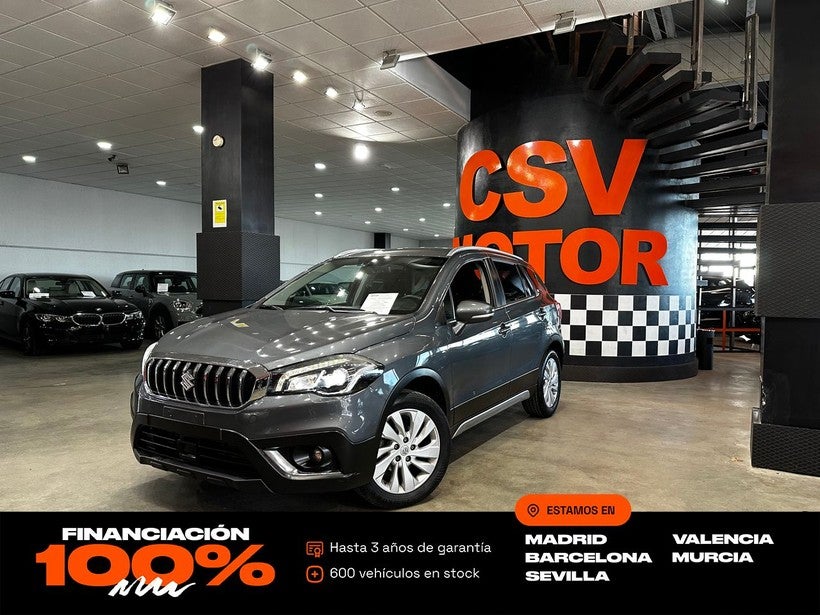 CSV
MOTOR
FINANCIACIÓN
100%
Hasta 3 años de garantía
600 vehículos en stock
ESTAMOS EN
MADRID
BARCELONA
SEVILLA
VALENCIA
MURCIA